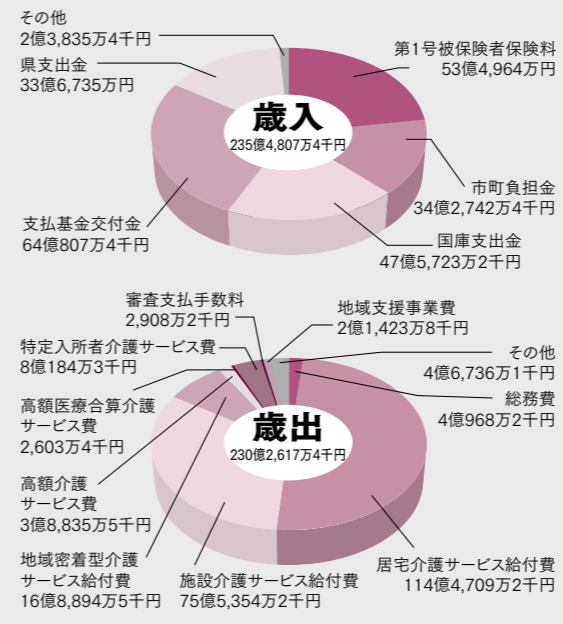 その他
2億3,835万4千円
県支出金
33億6,735万円
第1号被保険者保険料
53億4,964万円
歳入
235億4,807万4千円
市町負担金
34億2,742万4千円
国庫支出金
47億5,723万2千円
支払基金交付金
64億807万4千円
審査支払手数料
2,908万2千円
地域支援事業費
2億1,423万8千円
特定入所者介護サービス費
8億184万3千円
その他
4億6,736万1千円
総務費
4億968万2千円
高額医療合算介護
サービス費
2,603万4千円
歳出
230億2,617万4千円
高額介護
サービス費
3億8,835万5千円
地域密着型介護
サービス給付費
16億8,894万5千円
施設介護サービス給付費
75億5,354万2千円
居宅介護サービス給付費
114億4,709万2千円